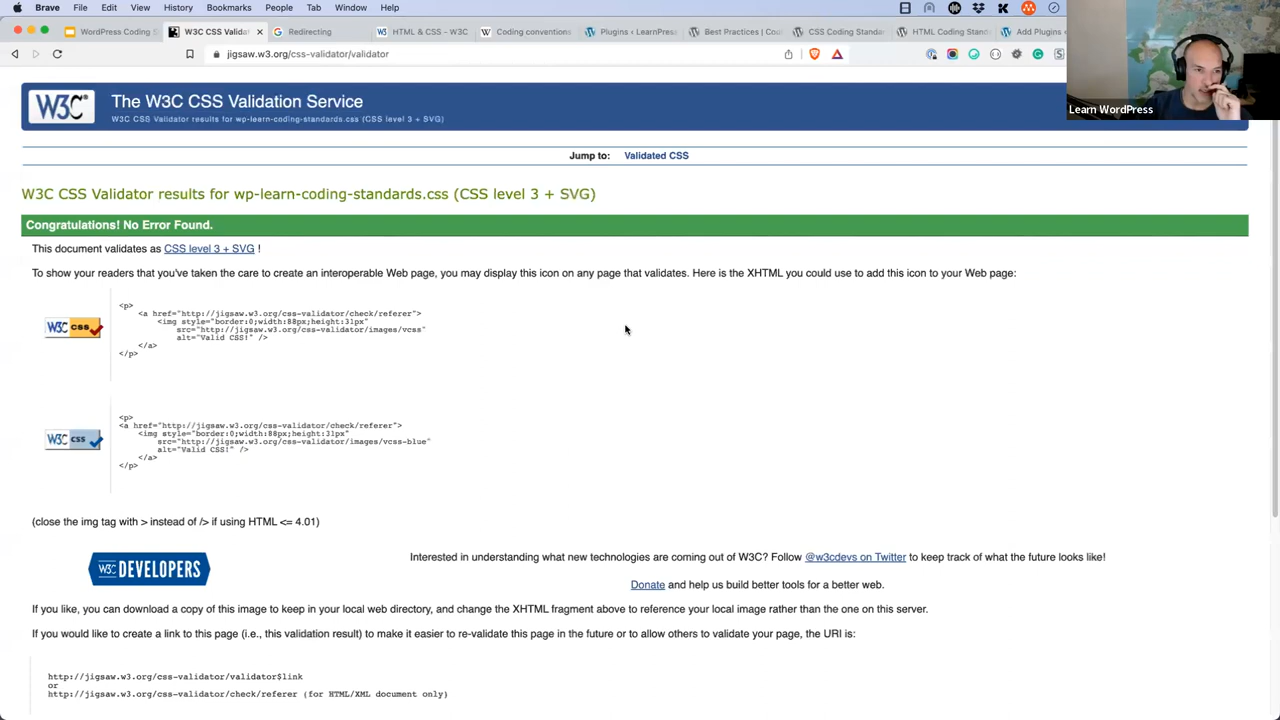 Brave File Edit View History Bookmarks Tab Window Help
WordPress Coding S
W3C CSS Valida
Redirecting
HTML & CSS - W3C
Coding conventions
Plugins ‹ LearnPress
Best Practices | Cou
CSS Coding Standa
HTML Coding Stand
Add Plugins ‹
jigsaw.w3.org/css-validator/validator
Learn WordPress
W3C
The W3C CSS Validation Service
W3C CSS Validator results for wp-learn-coding-standards.css (CSS level 3 + SVG)
Jump to: Validated CSS
W3C CSS Validator results for wp-learn-coding-standards.css (CSS level 3 + SVG)
Congratulations! No Error Found.
This document validates as CSS level 3 + SVG !
To show your readers that you've taken the care to create an interoperable Web page, you may display this icon on any page that validates. Here is the XHTML you could use to add this icon to your Web page:
W3C css
<p>
<a href="http://jigsaw.w3.org/css-validator/check/referer">
<img style="border:0;width:88px;height:31px"
src="http://jigsaw.w3.org/css-validator/images/vcss"
alt="Valid CSS!" />
</a>
</p>
W3C css
<p>
<a href="http://jigsaw.w3.org/css-validator/check/referer">
<img style="border:0;width:88px;height:31px"
src="http://jigsaw.w3.org/css-validator/images/vcss-blue"
alt="Valid CSS!" />
</a>
</p>
(close the img tag with > instead of /> if using HTML <= 4.01)
W3C DEVELOPERS
Interested in understanding what new technologies are coming out of W3C? Follow @w3cdevs on Twitter to keep track of what the future looks like!
Donate and help us build better tools for a better web.
If you like, you can download a copy of this image to keep in your local web directory, and change the XHTML fragment above to reference your local image rather than the one on this server.
If you would like to create a link to this page (i.e., this validation result) to make it easier to re-validate this page in the future or to allow others to validate your page, the URI is:
http://jigsaw.w3.org/css-validator/validator$link
or
http://jigsaw.w3.org/css-validator/check/referer (for HTML/XML document only)